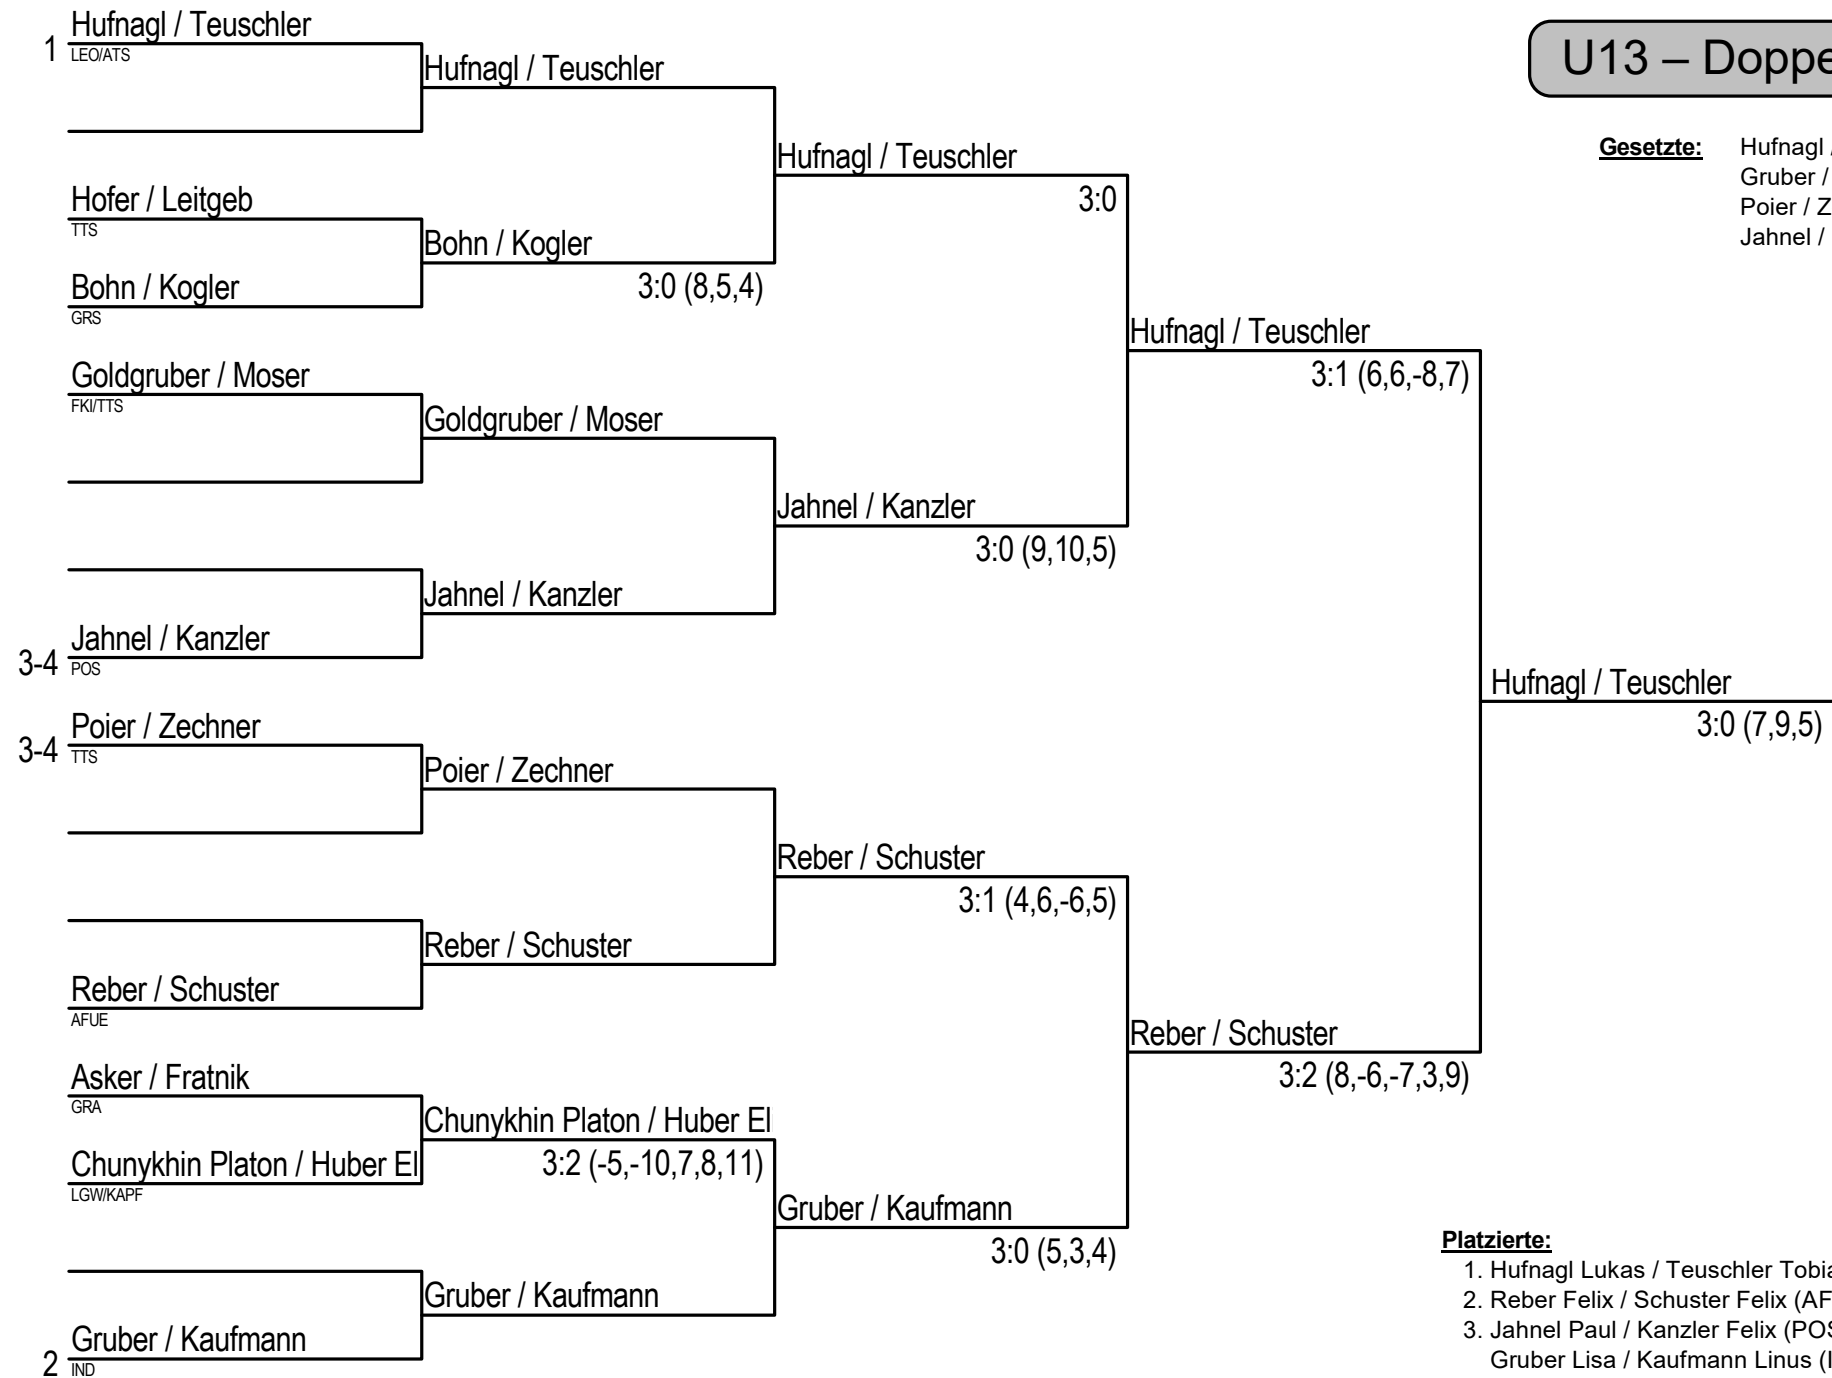 Hufnagl / Teuschler
1
LEO/ATS
Hufnagl / Teuschler
Hufnagl / Teuschler
3:0
Hofer / Leitgeb
TTS
Bohn / Kogler
3:0 (8,5,4)
Bohn / Kogler
GRS
Hufnagl / Teuschler
3:1 (6,6,-8,7)
Goldgruber / Moser
FKI/TTS
Goldgruber / Moser
Jahnel / Kanzler
3:0 (9,10,5)
Jahnel / Kanzler
Jahnel / Kanzler
3-4
POS
Hufnagl / Teuschler
3:0 (7,9,5)
Poier / Zechner
3-4
TTS
Poier / Zechner
Reber / Schuster
3:1 (4,6,-6,5)
Reber / Schuster
Reber / Schuster
AFUE
Reber / Schuster
3:2 (8,-6,-7,3,9)
Asker / Fratnik
GRA
Chunykhin Platon / Huber El
3:2 (-5,-10,7,8,11)
Chunykhin Platon / Huber El
LGW/KAPF
Gruber / Kaufmann
3:0 (5,3,4)
Gruber / Kaufmann
Gruber / Kaufmann
2
IND
U13 – Doppe
Gesetzte: Hufnagl /
Gruber /
Poier / Z
Jahnel /
Platzierte:
1. Hufnagl Lukas / Teuschler Tobia
2. Reber Felix / Schuster Felix (AF
3. Jahnel Paul / Kanzler Felix (POS
Gruber Lisa / Kaufmann Linus (I